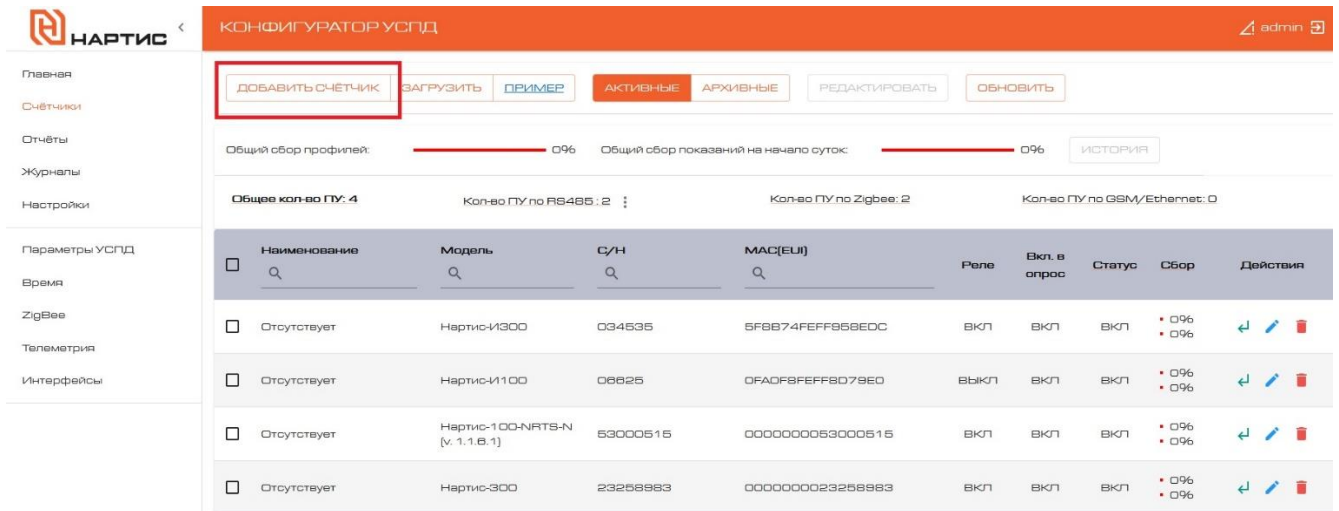 НАРТИС
КОНФИГУРАТОР УСПД
admin
Главная
Счётчики
Отчёты
Журналы
Настройки
Параметры УСПД
Время
ZigBee
Телеметрия
Интерфейсы
ДОБАВИТЬ СЧЁТЧИК ЗАГРУЗИТЬ ПРИМЕР АКТИВНЫЕ АРХИВНЫЕ РЕДАКТИРОВАТЬ ОБНОВИТЬ
Общий сбор профилей: 0% Общий сбор показаний на начало суток: 0% ИСТОРИЯ
Общее кол-во ПУ: 4 Кол-во ПУ по RS485 : 2 Кол-во ПУ по Zigbee: 2 Кол-во ПУ по GSM/Ethernet: 0
Наименование Модель С/Н MAC(EUI) Реле Вкл. в опрос Статус Сбор Действия
Отсутствует Нартис-И300 034535 5F8B74FEFF958EDC ВКЛ ВКЛ ВКЛ 0%
0%
Отсутствует Нартис-И100 06625 0FADF8FEFF8D79E0 ВЫКЛ ВКЛ ВКЛ 0%
0%
Отсутствует Нартис-100-NRTS-N (v. 1.1.6.1) 53000515 0000000053000515 ВКЛ ВКЛ ВКЛ 0%
0%
Отсутствует Нартис-300 23258983 0000000023258983 ВКЛ ВКЛ ВКЛ 0%
0%